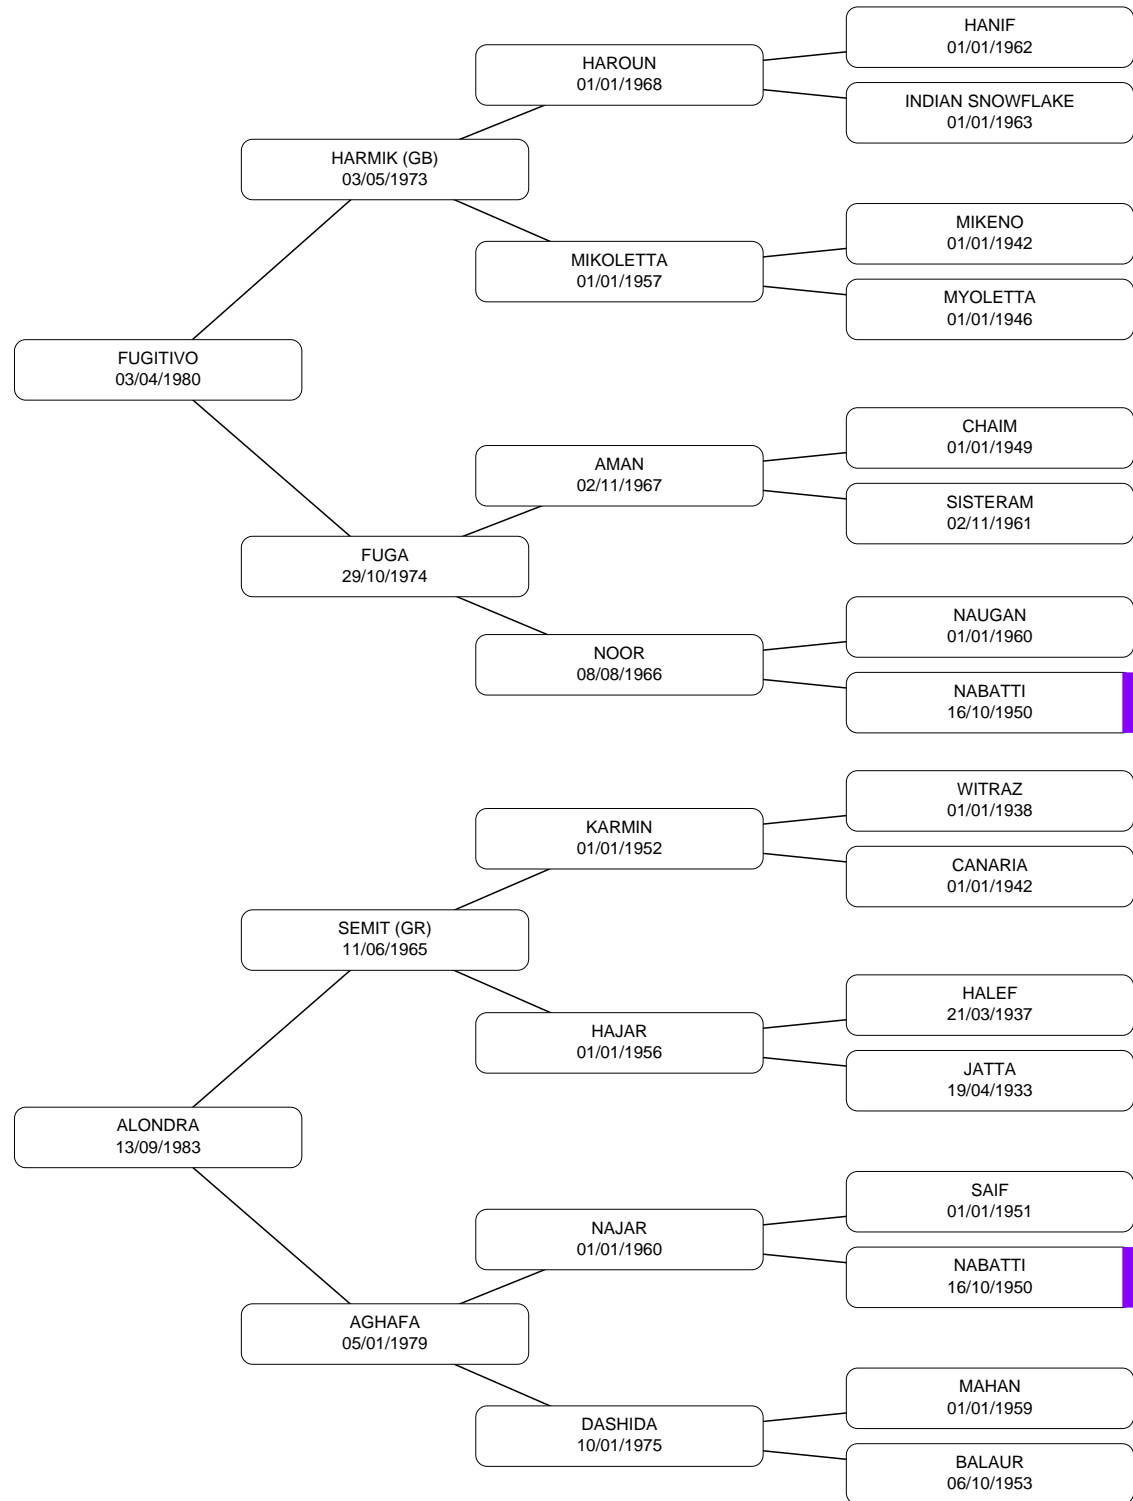 HANIF
01/01/1962
HAROUN
01/01/1968
INDIAN SNOWFLAKE
01/01/1963
HARMIK (GB)
03/05/1973
MIKENO
01/01/1942
MIKOLETTA
01/01/1957
MYOLETTA
01/01/1946
FUGITIVO
03/04/1980
CHAIM
01/01/1949
AMAN
02/11/1967
SISTERAM
02/11/1961
FUGA
29/10/1974
NAUGAN
01/01/1960
NOOR
08/08/1966
NABATTI
16/10/1950
WITRAZ
01/01/1938
KARMIN
01/01/1952
CANARIA
01/01/1942
SEMIT (GR)
11/06/1965
HALEF
21/03/1937
HAJAR
01/01/1956
JATTA
19/04/1933
ALONDRA
13/09/1983
SAIF
01/01/1951
NAJAR
01/01/1960
NABATTI
16/10/1950
AGHAFA
05/01/1979
MAHAN
01/01/1959
DASHIDA
10/01/1975
BALAUR
06/10/1953